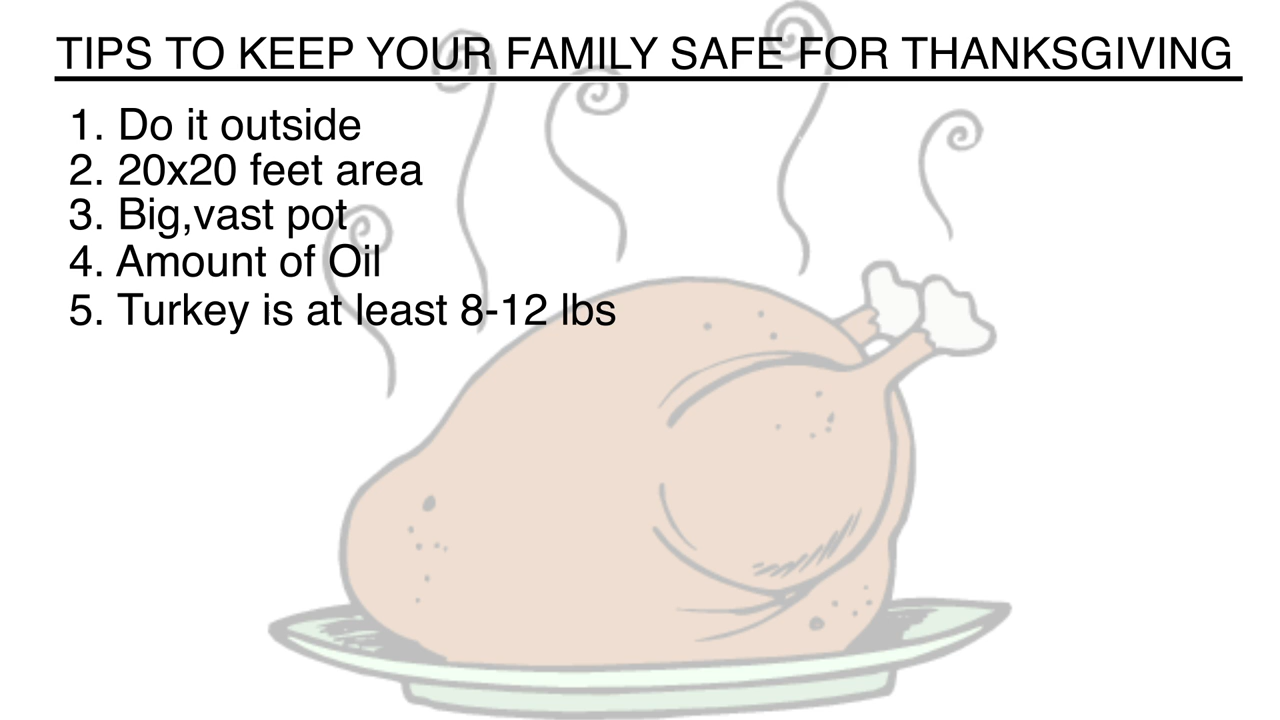 TIPS TO KEEP YOUR FAMILY SAFE FOR THANKSGIVING
1. Do it outside
2. 20x20 feet area
3. Big,vast pot
4. Amount of Oil
5. Turkey is at least 8-12 lbs